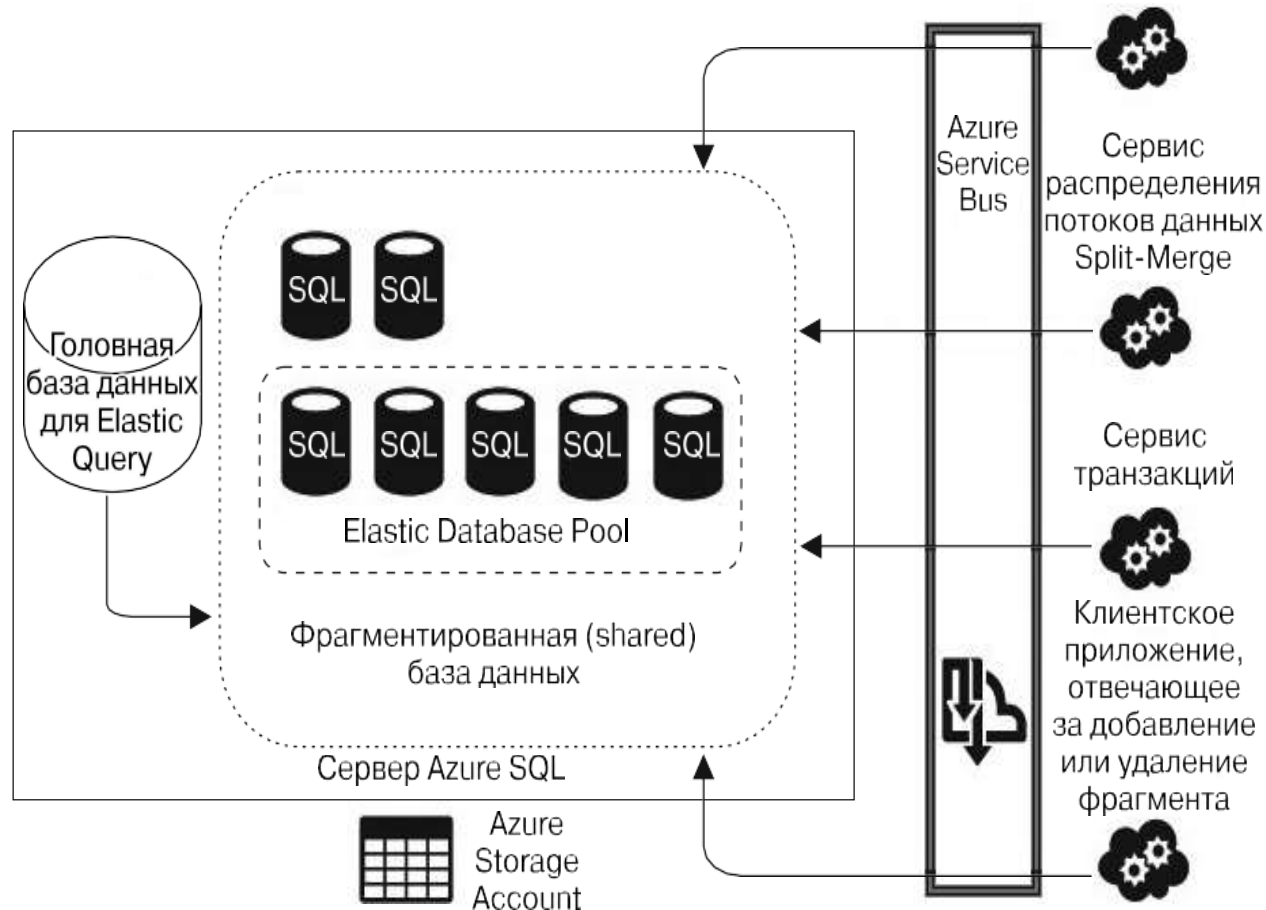 Azure
Service
Bus
Сервис
распределения
потоков данных
Split-Merge
SQL SQL
Головная
база данных
для Elastic
Query
SQL SQL SQL SQL SQL
Elastic Database Pool
Сервис
транзакций
Фрагментированная (shared)
база данных
Клиентское
приложение,
отвечающее
за добавление
или удаление
фрагмента
Сервер Azure SQL
Azure
Storage
Account